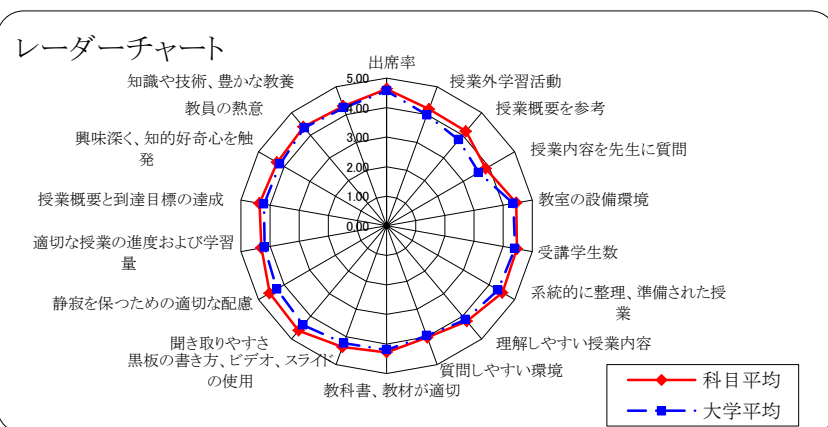 レーダーチャート
出席率
授業外学習活動
授業概要を参考
授業内容を先生に質問
教室の設備環境
受講学生数
系統的に整理、準備された授
業
理解しやすい授業内容
質問しやすい環境
教科書、教材が適切
黒板の書き方、ビデオ、スライド
の使用
聞き取りやすさ
静寂を保つための適切な配慮
適切な授業の進度および学習
量
授業概要と到達目標の達成
興味深く、知的好奇心を触
発
教員の熱意
知識や技術、豊かな教養
5.00
4.00
3.00
2.00
1.00
0.00
科目平均
大学平均